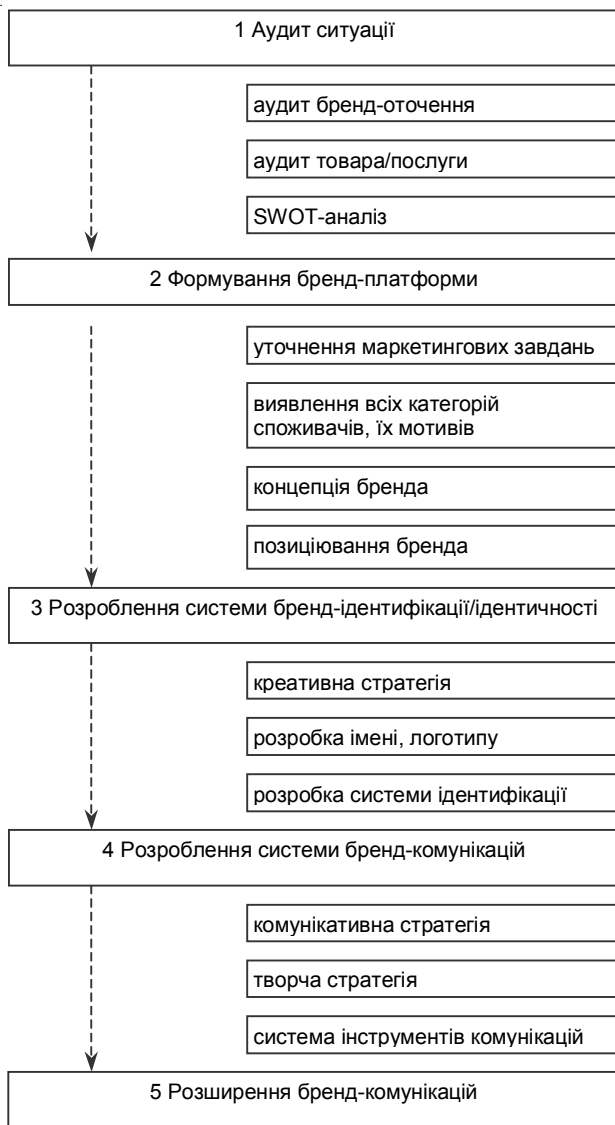 1 Аудит ситуації
аудит бренд-оточення
аудит товара/послуги
SWOT-аналіз
2 Формування бренд-платформи
уточнення маркетингових завдань
виявлення всіх категорій
споживачів, їх мотивів
концепція бренда
позиціювання бренда
3 Розроблення системи бренд-ідентифікації/ідентичності
креативна стратегія
розробка імені, логотипу
розробка системи ідентифікації
4 Розроблення системи бренд-комунікацій
комунікативна стратегія
творча стратегія
система інструментів комунікацій
5 Розширення бренд-комунікацій